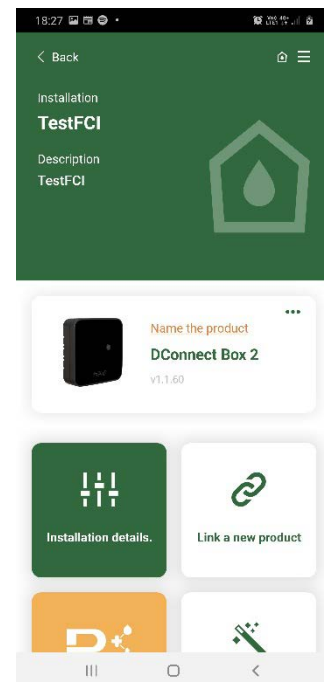 18:27
Back
Installation
TestFCI
Description
TestFCI
Name the product
DConnect Box 2
v1.1.60
Installation details.
Link a new product